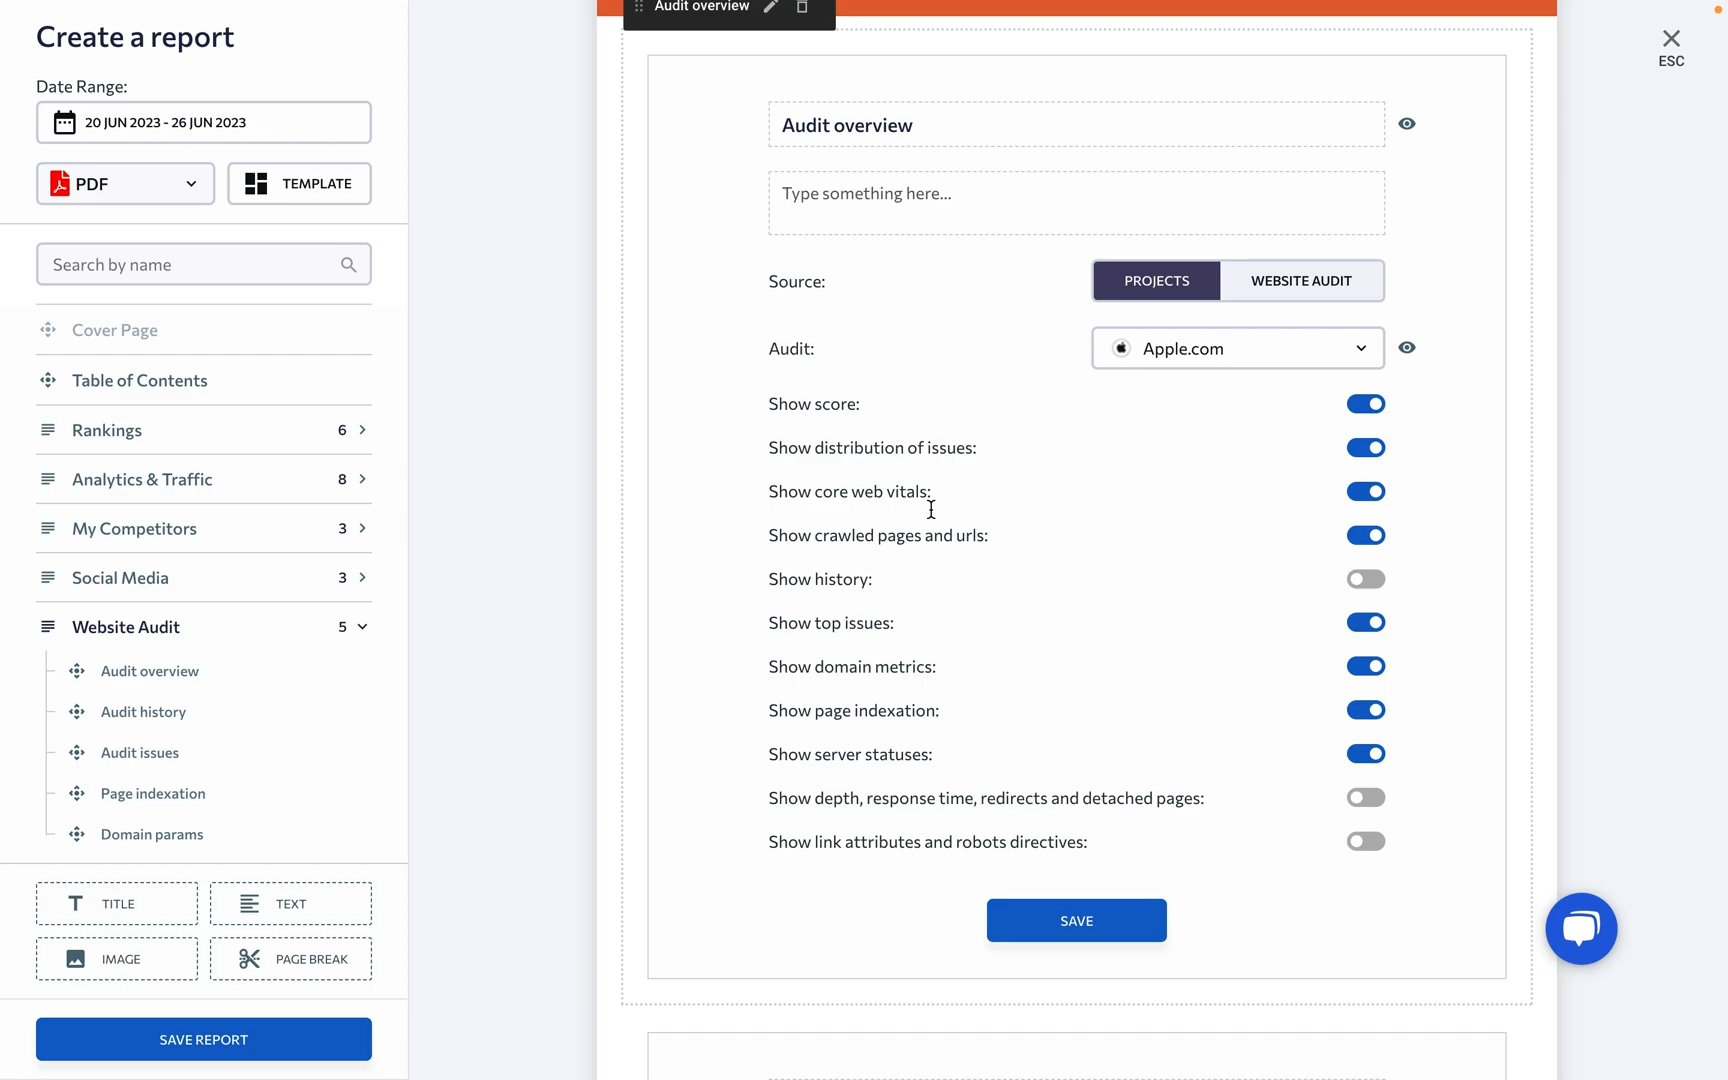 Create a report
Date Range:
20 JUN 2023 - 26 JUN 2023
PDF
TEMPLATE
Search by name
Cover Page
Table of Contents
Rankings 6
Analytics & Traffic 8
My Competitors 3
Social Media 3
Website Audit 5
Audit overview
Audit history
Audit issues
Page indexation
Domain params
TITLE
TEXT
IMAGE
PAGE BREAK
SAVE REPORT
Audit overview
Audit overview
Type something here...
Source:
PROJECTS
WEBSITE AUDIT
Audit:
Apple.com
Show score:
Show distribution of issues:
Show core web vitals:
Show crawled pages and urls:
Show history:
Show top issues:
Show domain metrics:
Show page indexation:
Show server statuses:
Show depth, response time, redirects and detached pages:
Show link attributes and robots directives:
SAVE
ESC